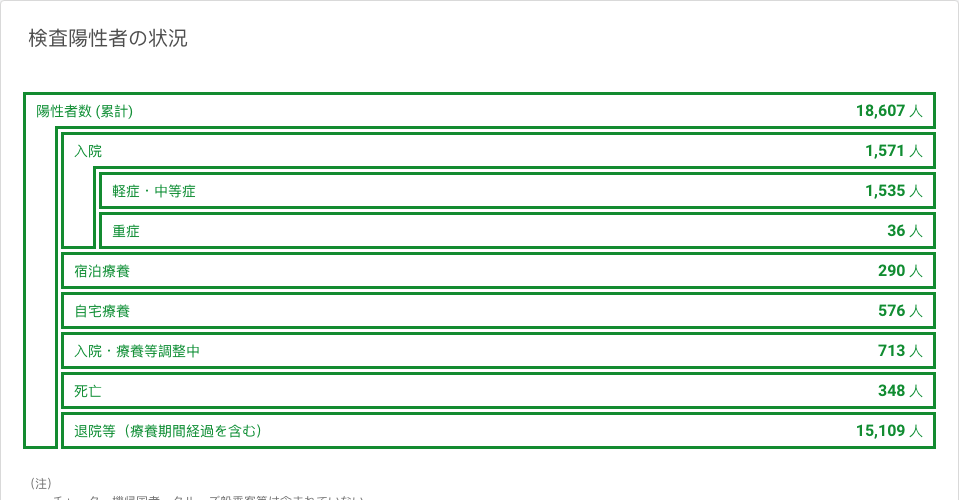 検査陽性者の状況
陽性者数 (累計) 18,607 人
入院 1,571 人
軽症・中等症 1,535 人
重症 36 人
宿泊療養 290 人
自宅療養 576 人
入院・療養等調整中 713 人
死亡 348 人
退院等（療養期間経過を含む） 15,109 人
(注)